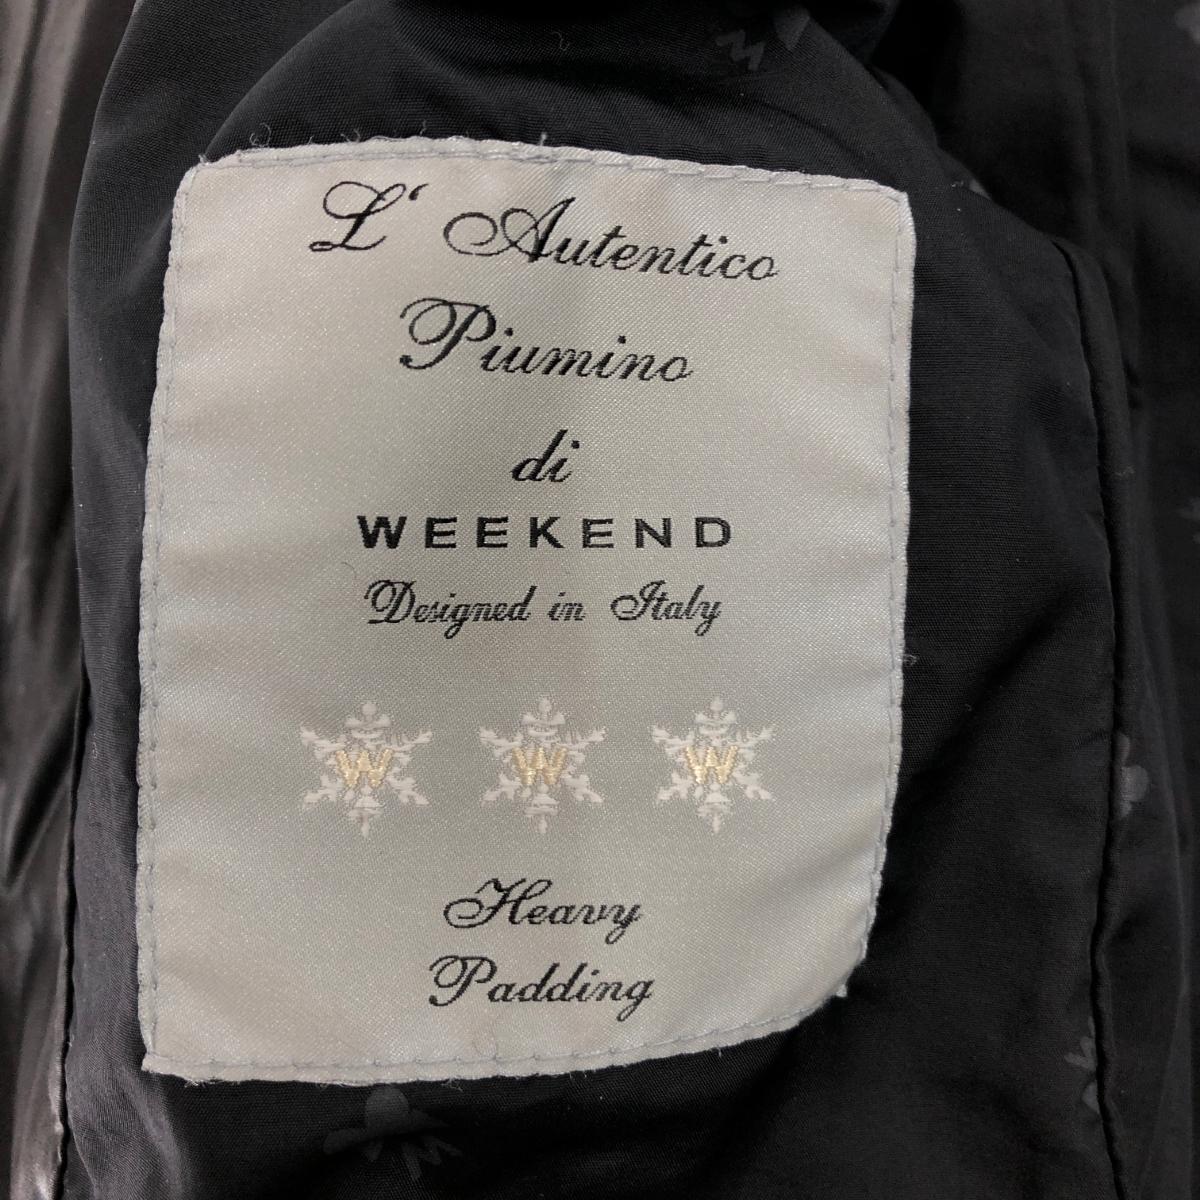 L‘ Autentico
Piumino
di
WEEKEND
Designed in Italy
W W W
Heavy
Padding